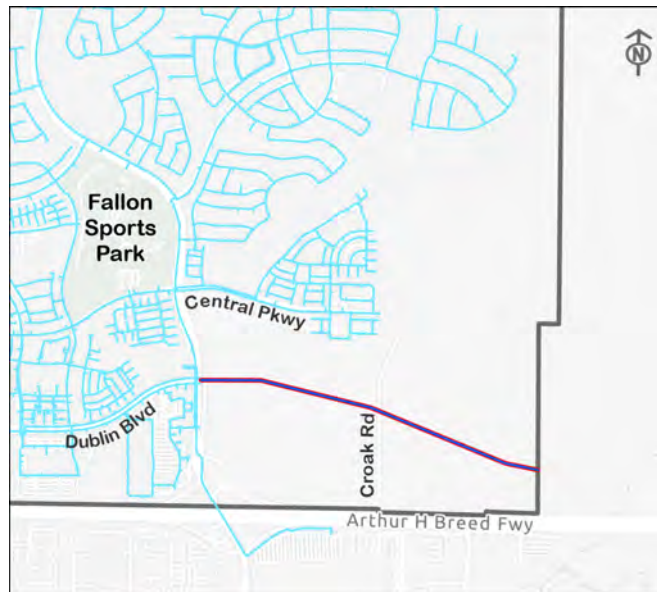 N
Fallon
Sports
Park
Central Pkwy
Dublin Blvd
Croak Rd
Arthur H Breed Fwy